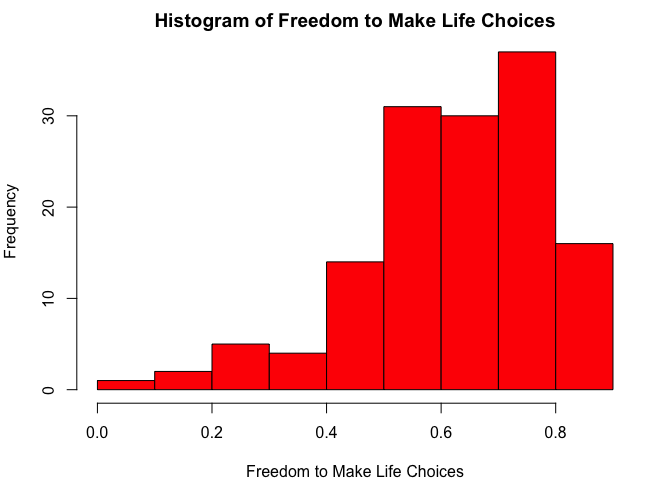 Histogram of Freedom to Make Life Choices
Frequency
30
20
10
0
0.0 0.2 0.4 0.6 0.8
Freedom to Make Life Choices